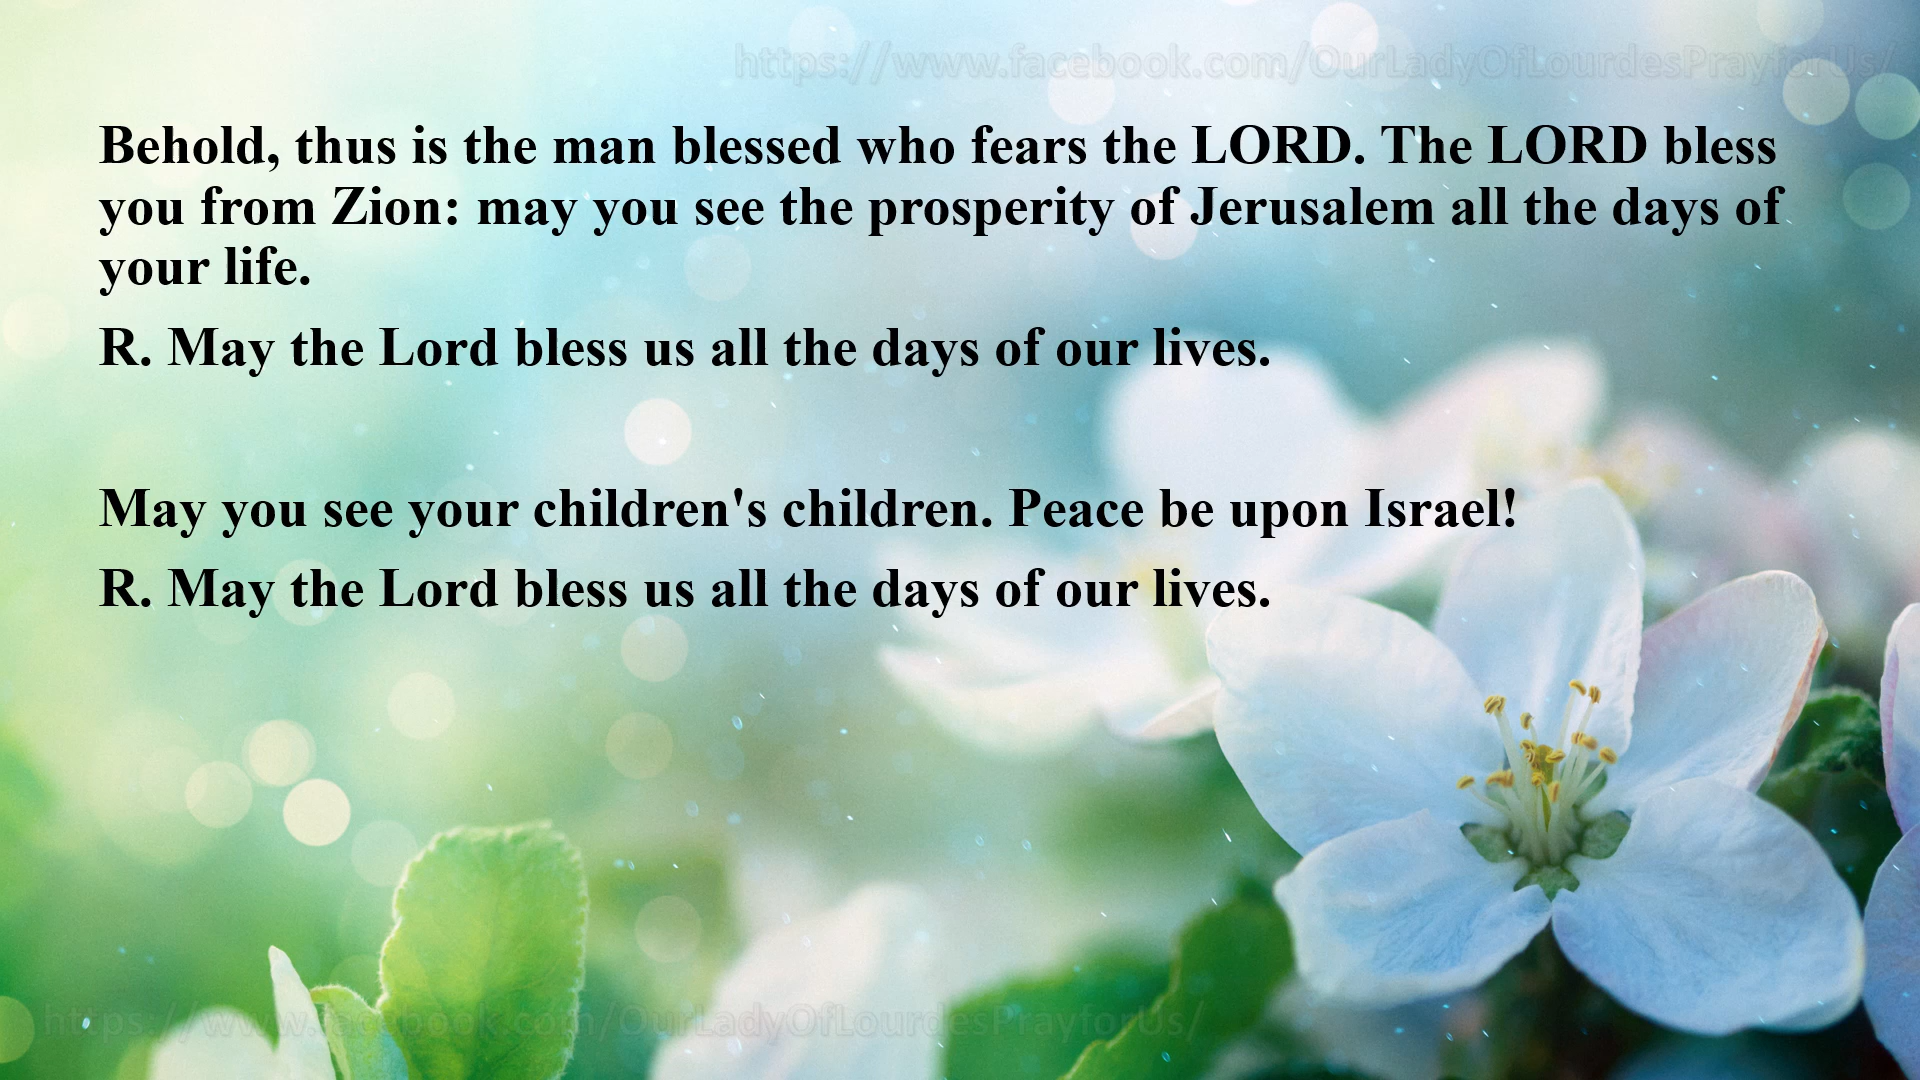 https://www.facebook.com/OurLadyOfLourdesPrayforUs/
Behold, thus is the man blessed who fears the LORD. The LORD bless
you from Zion: may you see the prosperity of Jerusalem all the days of
your life.
R. May the Lord bless us all the days of our lives.
May you see your children's children. Peace be upon Israel!
R. May the Lord bless us all the days of our lives.
https://www.facebook.com/OurLadyOfLourdesPrayforUs/